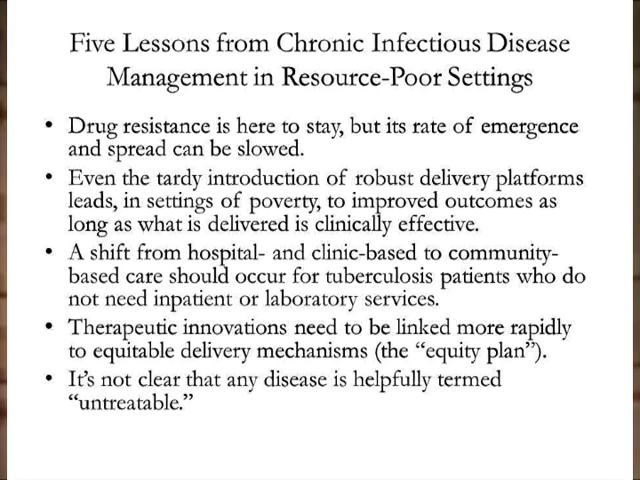 Five Lessons from Chronic Infectious Disease
Management in Resource-Poor Settings
• Drug resistance is here to stay, but its rate of emergence
and spread can be slowed.
• Even the tardy introduction of robust delivery platforms
leads, in settings of poverty, to improved outcomes as
long as what is delivered is clinically effective.
• A shift from hospital- and clinic-based to community-
based care should occur for tuberculosis patients who do
not need inpatient or laboratory services.
• Therapeutic innovations need to be linked more rapidly
to equitable delivery mechanisms (the “equity plan”).
• It’s not clear that any disease is helpfully termed
“untreatable.”